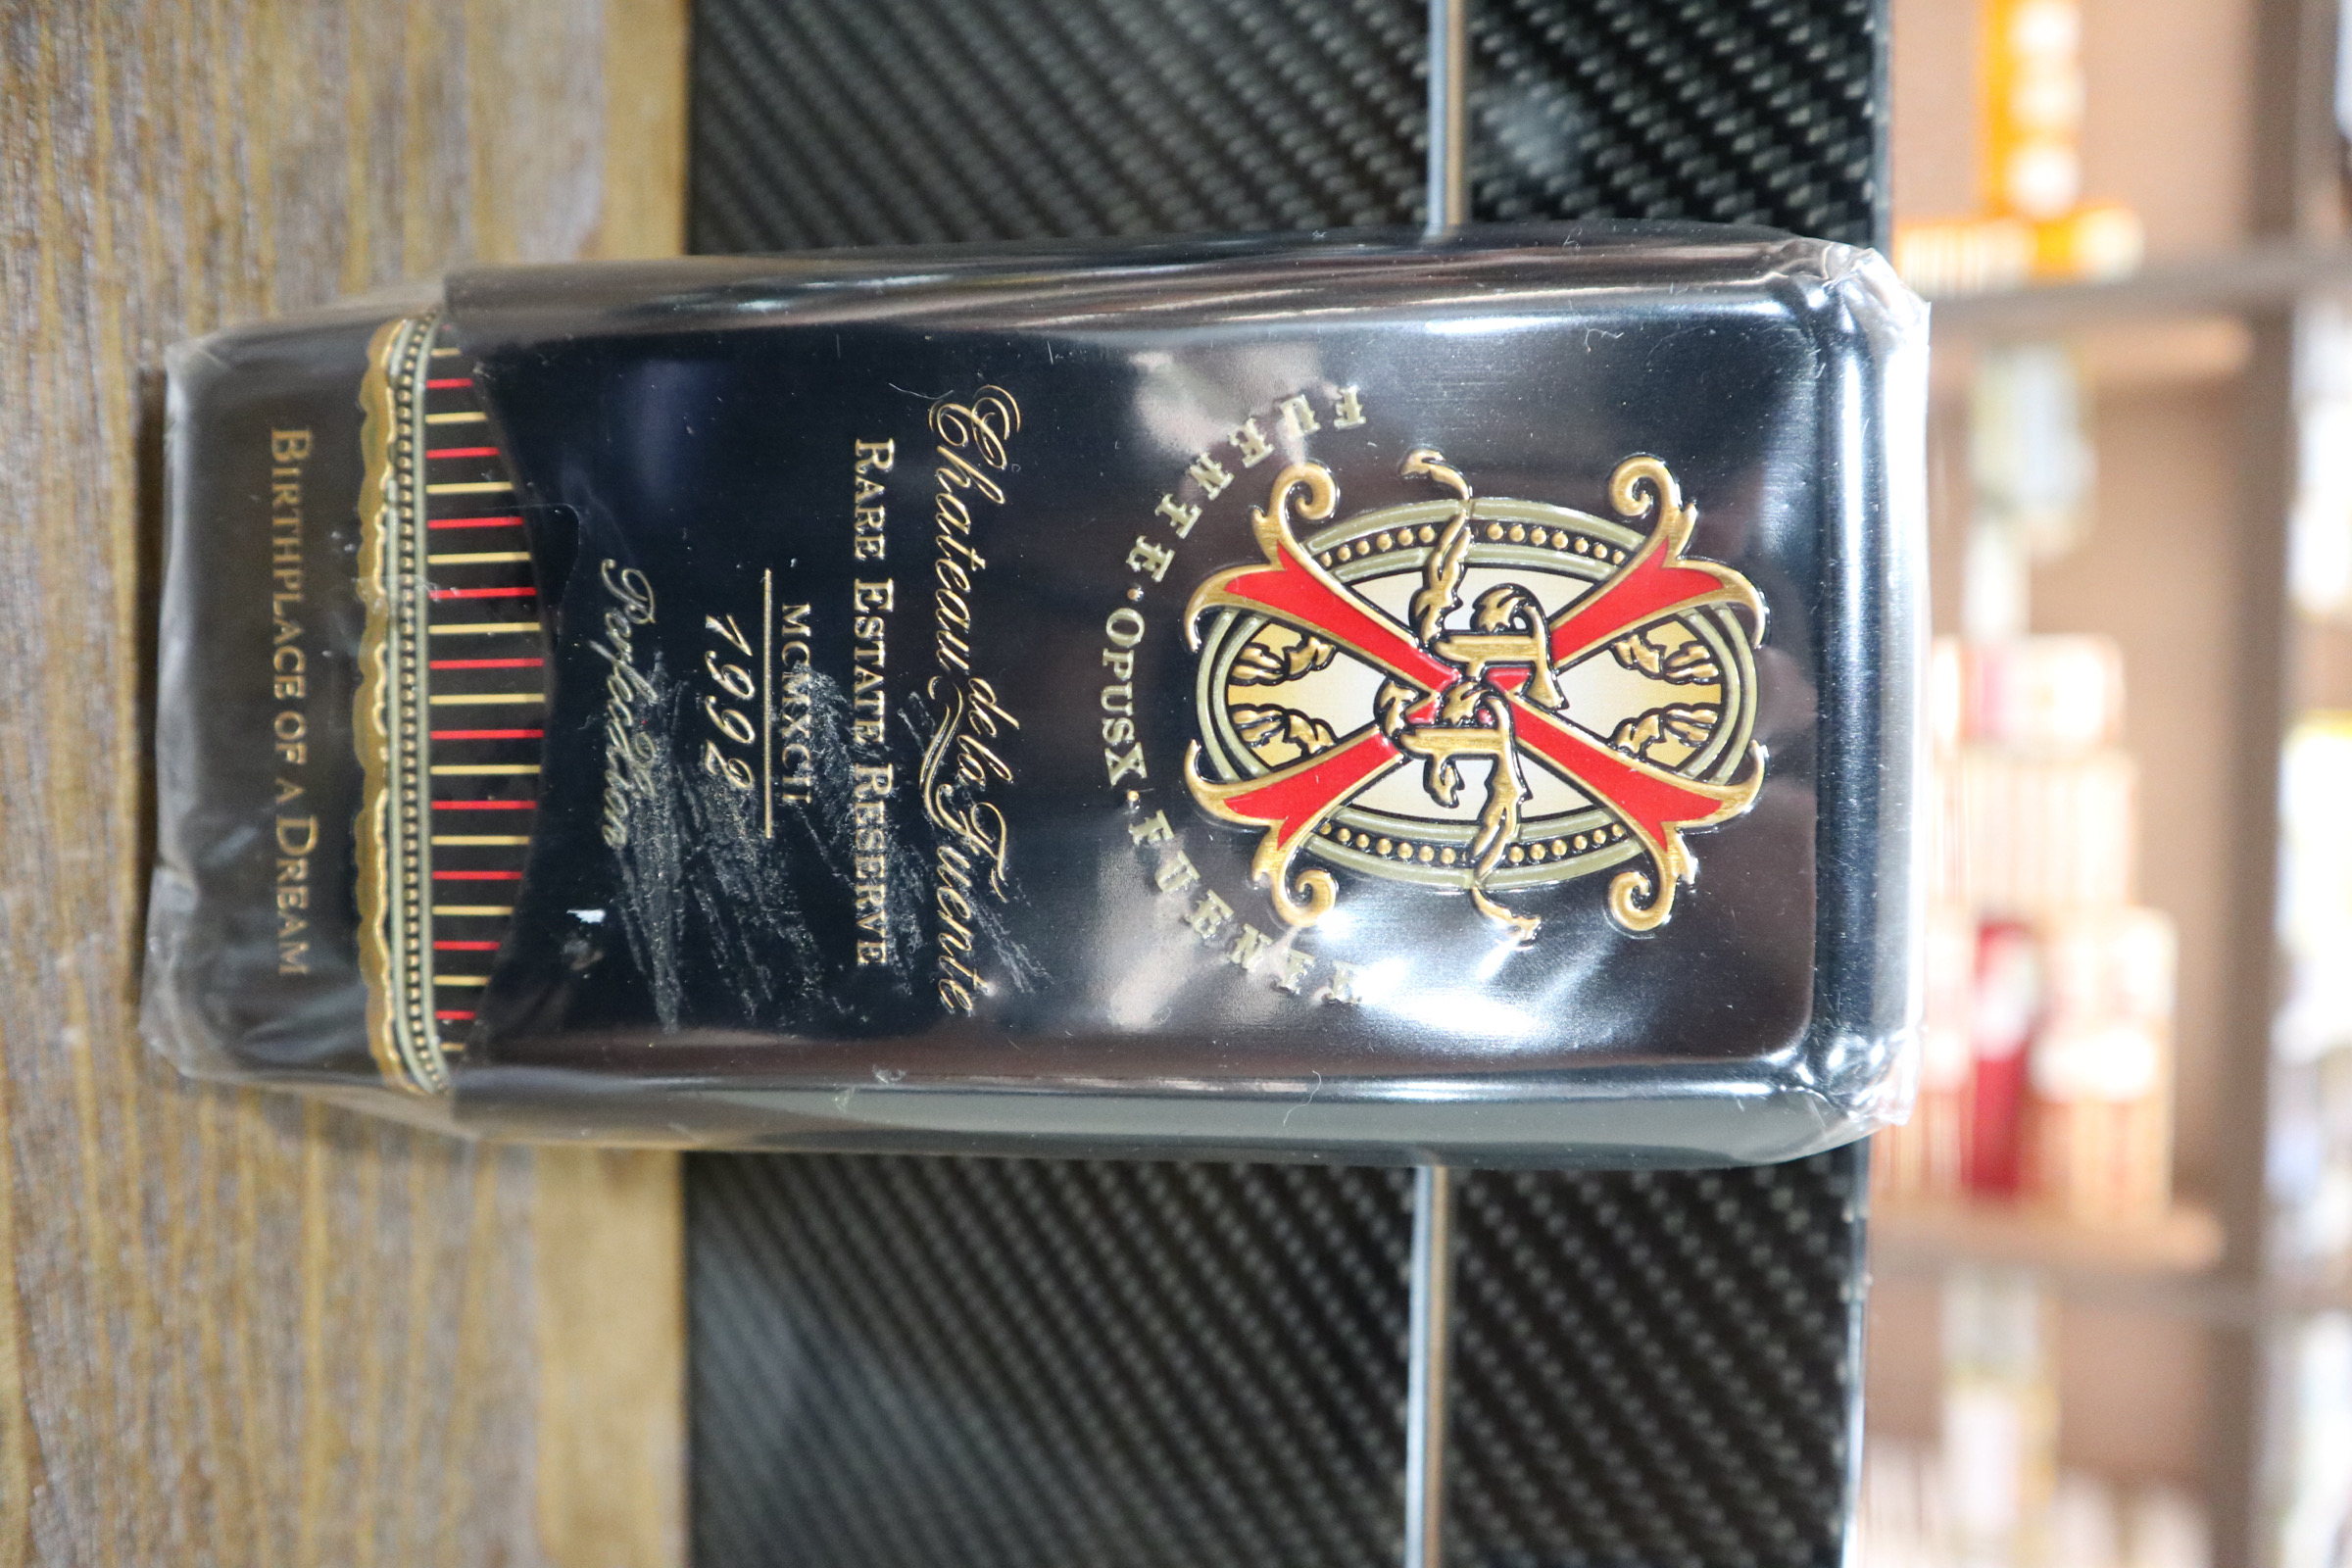 FUENTE · OPUSX · FUENTE
Chateau de la Fuente
RARE ESTATE RESERVE
MCMXCII
1992
Perfection
BIRTHPLACE OF A DREAM